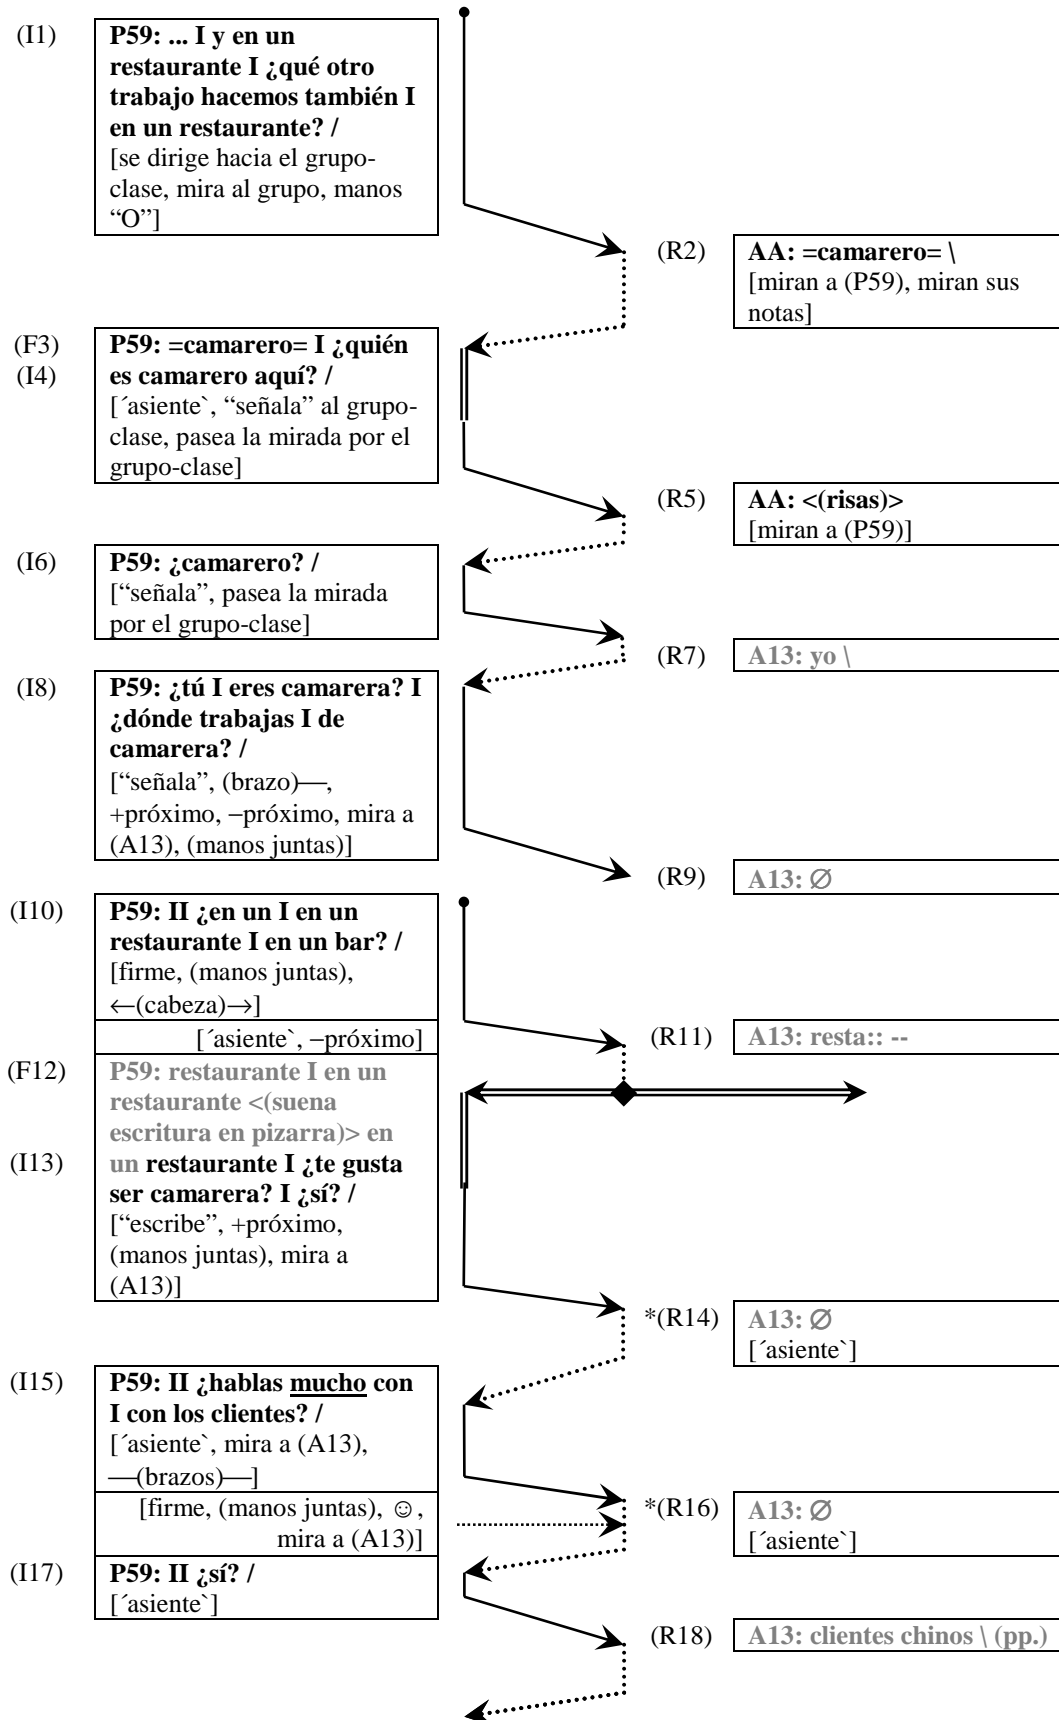 (I1)
P59: ... I y en un
restaurante I ¿qué otro
trabajo hacemos también I
en un restaurante? /
[se dirige hacia el grupo-
clase, mira al grupo, manos
“O”]
(R2)
AA: =camarero= \
[miran a (P59), miran sus
notas]
(F3)
(I4)
P59: =camarero= I ¿quién
es camarero aquí? /
[´asiente`, “señala” al grupo-
clase, pasea la mirada por el
grupo-clase]
(R5)
AA: <(risas)>
[miran a (P59)]
(I6)
P59: ¿camarero? /
[“señala”, pasea la mirada
por el grupo-clase]
(R7)
A13: yo \
(I8)
P59: ¿tú I eres camarera? I
¿dónde trabajas I de
camarera? /
[“señala”, (brazo)—,
+próximo, −próximo, mira a
(A13), (manos juntas)]
(R9)
A13: ∅
(I10)
P59: II ¿en un I en un
restaurante I en un bar? /
[firme, (manos juntas),
←(cabeza)→]
[´asiente`, −próximo]
(R11)
A13: resta:: --
(F12)
P59: restaurante I en un
restaurante <(suena
escritura en pizarra)> en
(I13)
un restaurante I ¿te gusta
ser camarera? I ¿sí? /
[“escribe”, +próximo,
(manos juntas), mira a
(A13)]
*(R14)
A13: ∅
[´asiente`]
(I15)
P59: II ¿hablas mucho con
I con los clientes? /
[´asiente`, mira a (A13),
—(brazos)—]
[firme, (manos juntas), ☺,
mira a (A13)]
*(R16)
A13: ∅
[´asiente`]
(I17)
P59: II ¿sí? /
[´asiente`]
(R18)
A13: clientes chinos \ (pp.)